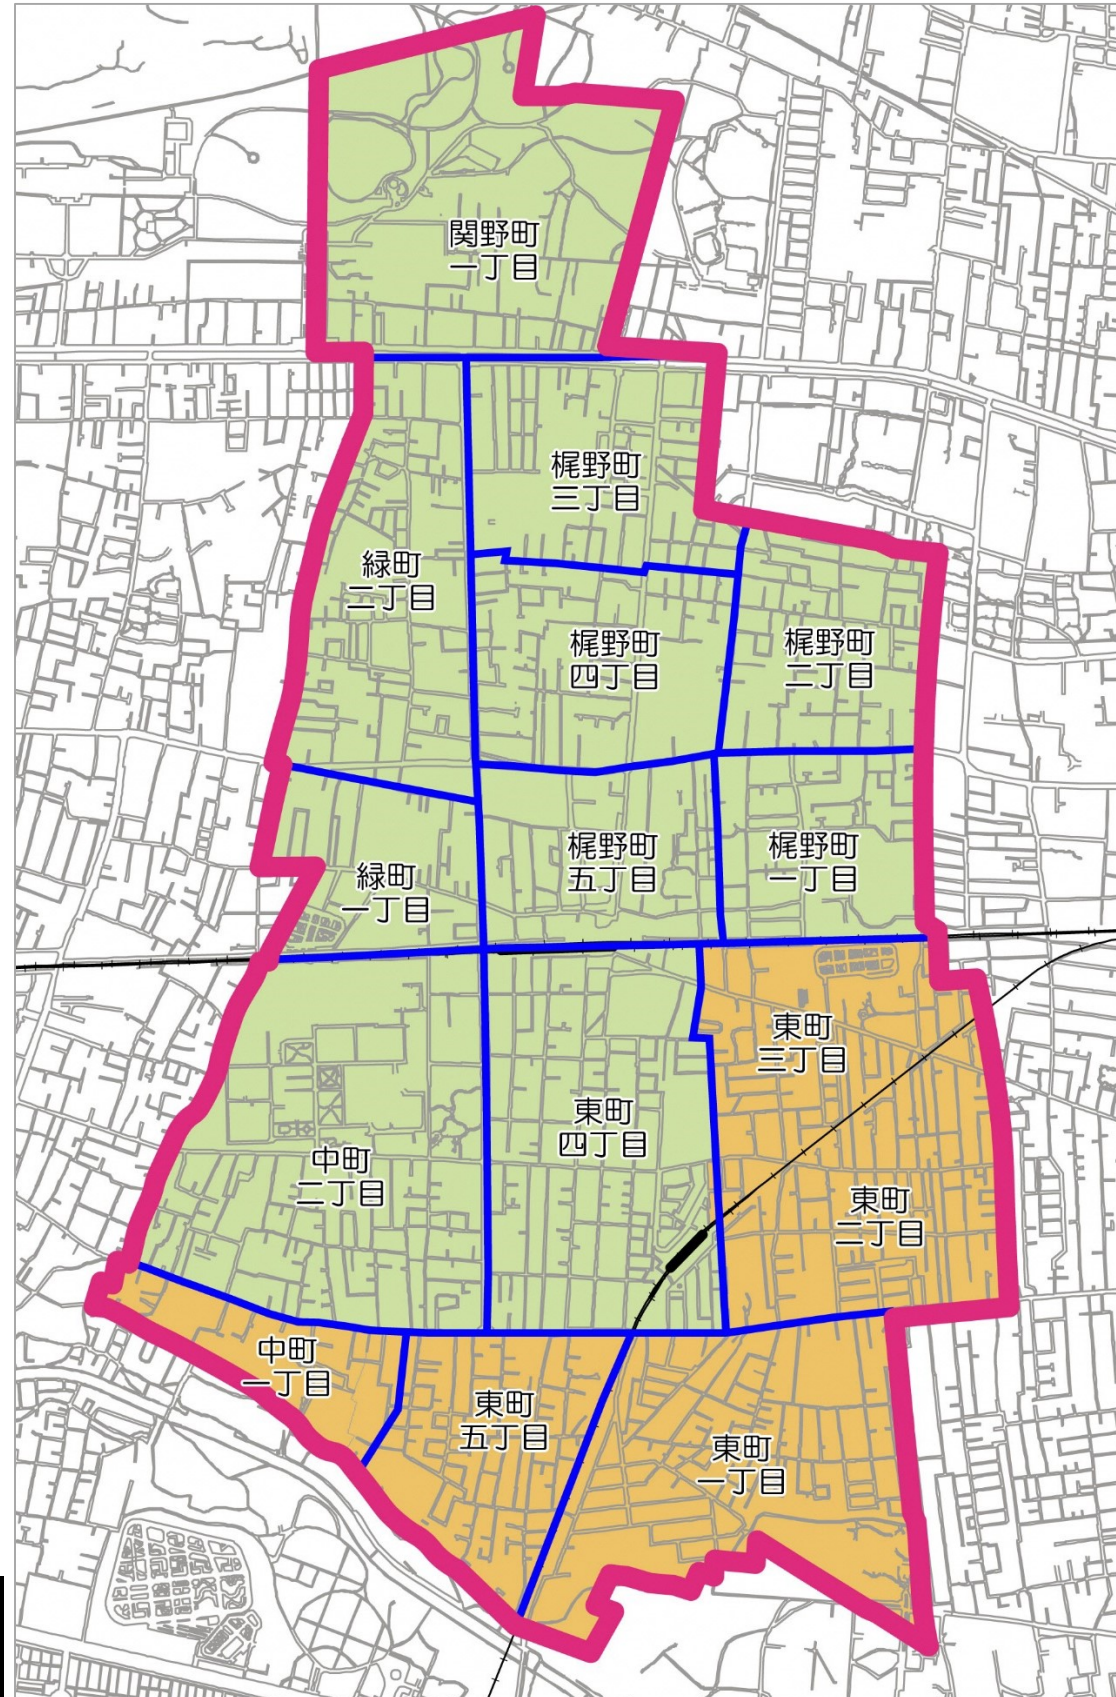 関野町
一丁目
梶野町
三丁目
緑町
二丁目
梶野町
四丁目
梶野町
二丁目
梶野町
五丁目
梶野町
一丁目
緑町
一丁目
東町
三丁目
東町
四丁目
中町
二丁目
東町
二丁目
中町
一丁目
東町
五丁目
東町
一丁目